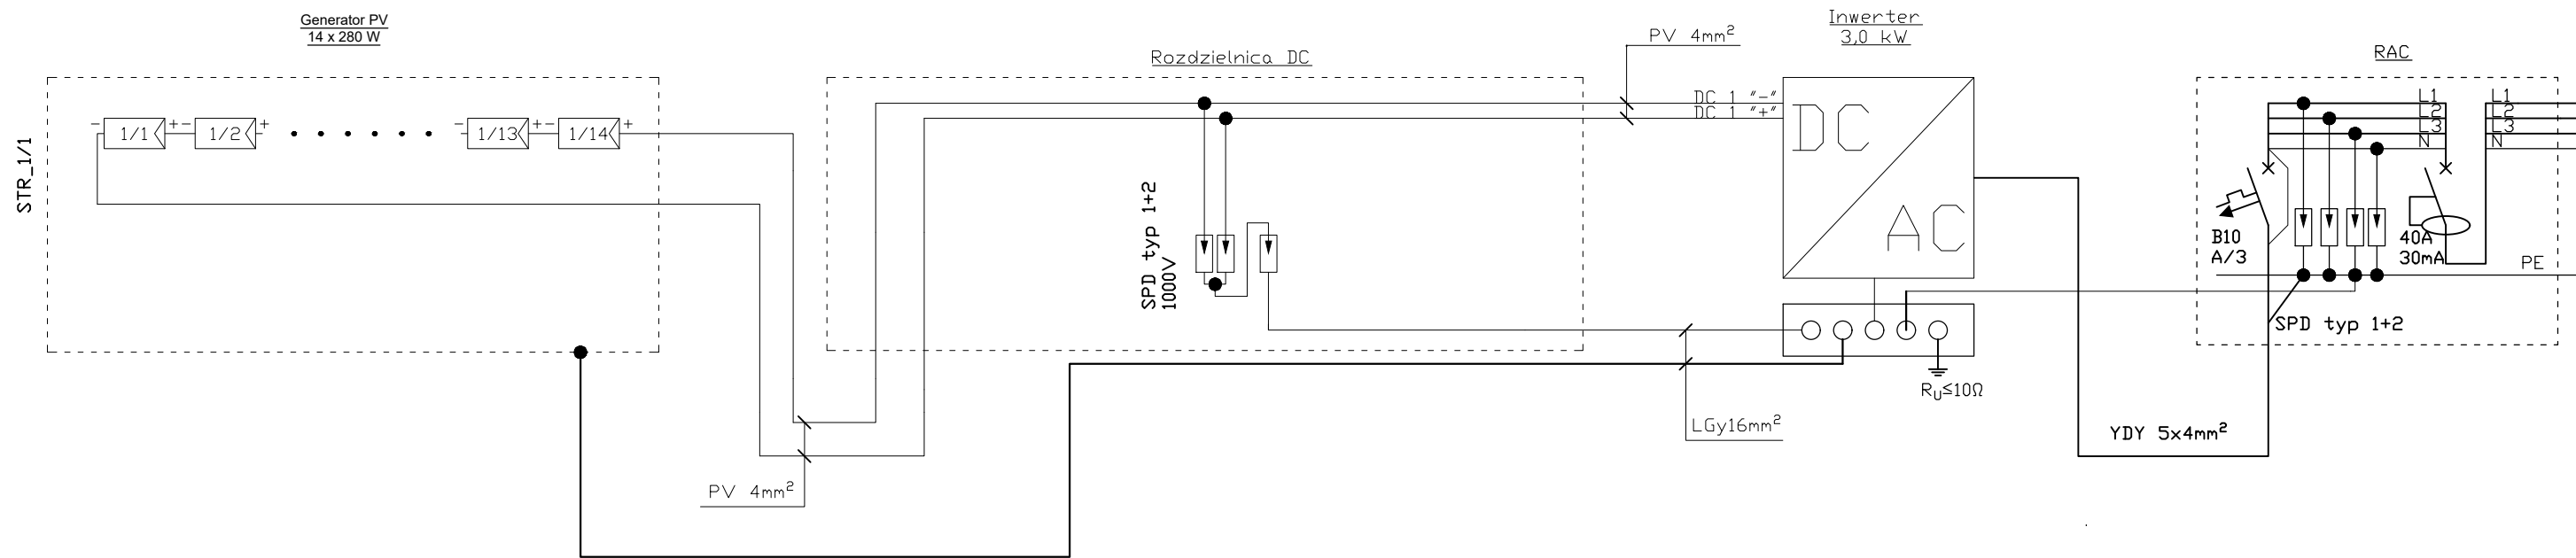 Generator PV
14 x 280 W
STR_1/1
- 1/1 +- 1/2 + - 1/13 +- 1/14 +
PV 4mm²
Rozdzielnica DC
SPD typ 1+2
1000V
PV 4mm²
DC 1 "-"
DC 1 "+"
Inwerter
3,0 kW
DC
AC
RU≤10Ω
LGy16mm²
YDY 5x4mm²
RAC
L1 L1
L2 L2
L3 L3
N N
B10
A/3
40A
30mA
PE
SPD typ 1+2